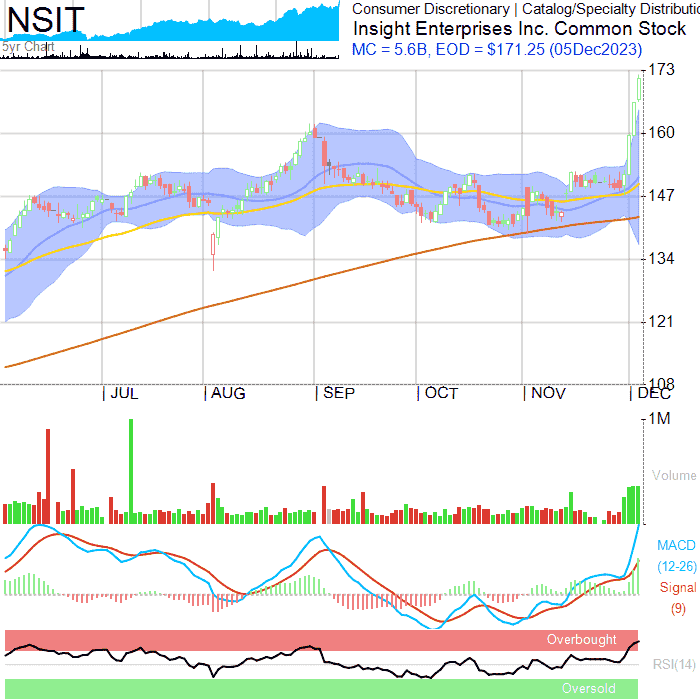 NSIT
5yr Chart
Consumer Discretionary | Catalog/Specialty Distributio
Insight Enterprises Inc. Common Stock
MC = 5.6B, EOD = $171.25 (05Dec2023)
173
160
147
134
121
108
JUL
AUG
SEP
OCT
NOV
DEC
1M
Volume
MACD
(12-26)
Signal
(9)
Overbought
RSI(14)
Oversold